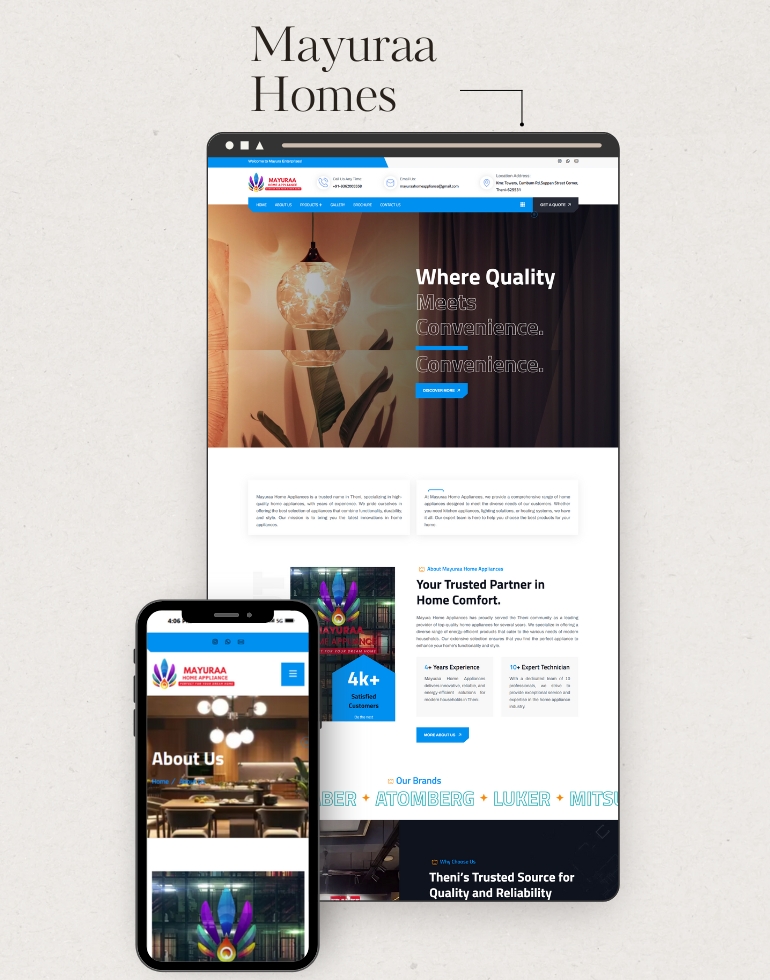 Mayuraa
Homes
Welcome to Mayuraa Enterprises
MAYURAA
HOME APPLIANCE
Call Us Any Time
Email Us
mayuraahomeappliance@gmail.com
Location Address
Theni-625531
HOME
ABOUT US
PRODUCTS +
GALLERY
BROCHURE
CONTACT US
GET A QUOTE
Where Quality
Meets
Convenience.
Convenience.
DISCOVER MORE
Mayuraa Home Appliances is a trusted name in Theni, specializing in high-
quality home appliances, with years of experience. We pride ourselves in
offering the best selection of appliances that combine functionality, durability,
and style. Our mission is to bring you the latest innovations in home
appliances.
At Mayuraa Home Appliances, we provide a comprehensive range of home
appliances designed to meet the diverse needs of our customers. Whether
you need kitchen appliances, lighting solutions, or heating systems, we have
it all. Our expert team is here to help you choose the best products for your
home.
About Mayuraa Home Appliances
Your Trusted Partner in
Home Comfort.
Mayuraa Home Appliances has proudly served the Theni community as a leading
provider of top-quality home appliances for several years. We specialize in offering a
diverse range of energy-efficient products that cater to the various needs of modern
households. Our extensive selection ensures that you find the perfect appliance to
enhance your home's functionality and style.
MAYURAA
4k+
Satisfied
Customers
4+ Years Experience
Mayuraa Home Appliances
delivers innovative, reliable, and
energy-efficient solutions for
modern households in Theni.
10+ Expert Technician
With a dedicated team of 10
professionals, we strive to
provide exceptional service and
expertise in the home appliance
industry.
MORE ABOUT US
Our Brands
ABER ✦ ATOMBERG ✦ LUKER ✦ MITSU
Why Choose Us
Theni's Trusted Source for
Quality and Reliability
4:06
5G
MAYURAA
HOME APPLIANCE
PERFECT FOR YOUR DREAM HOME
About Us
Home / About Us